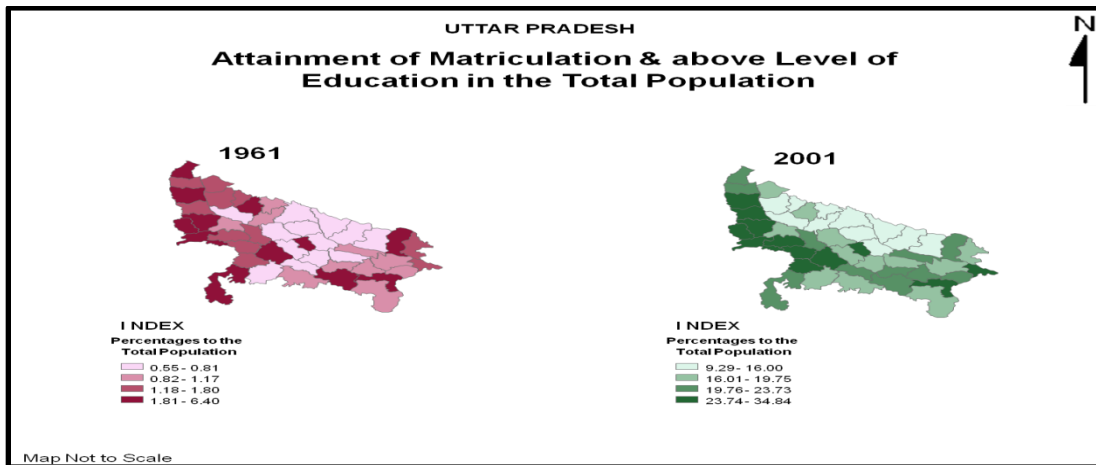 UTTAR PRADESH
N
Attainment of Matriculation & above Level of
Education in the Total Population
1961
2001
I NDEX
Percentages to the
Total Population
0.55 - 0.81
0.82 - 1.17
1.18 - 1.80
1.81 - 6.40
I NDEX
Percentages to the
Total Population
9.29 - 16.00
16.01 - 19.75
19.76 - 23.73
23.74 - 34.84
Map Not to Scale